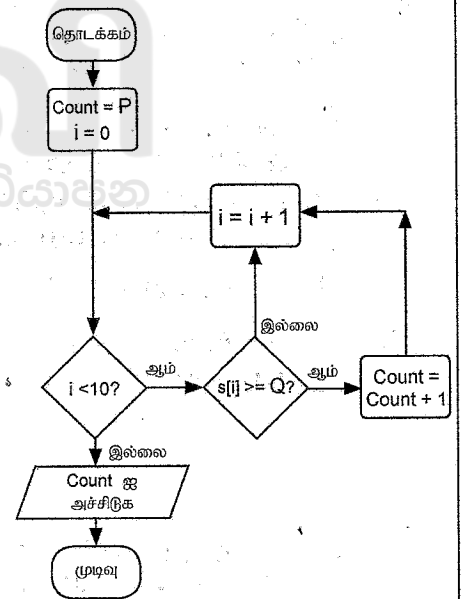 தொடக்கம்
Count = P
i = 0
i = i + 1
இல்லை
i <10?
ஆம்
s[i] >= Q?
ஆம்
Count =
Count + 1
இல்லை
Count ஐ
அச்சிடுக
முடிவு